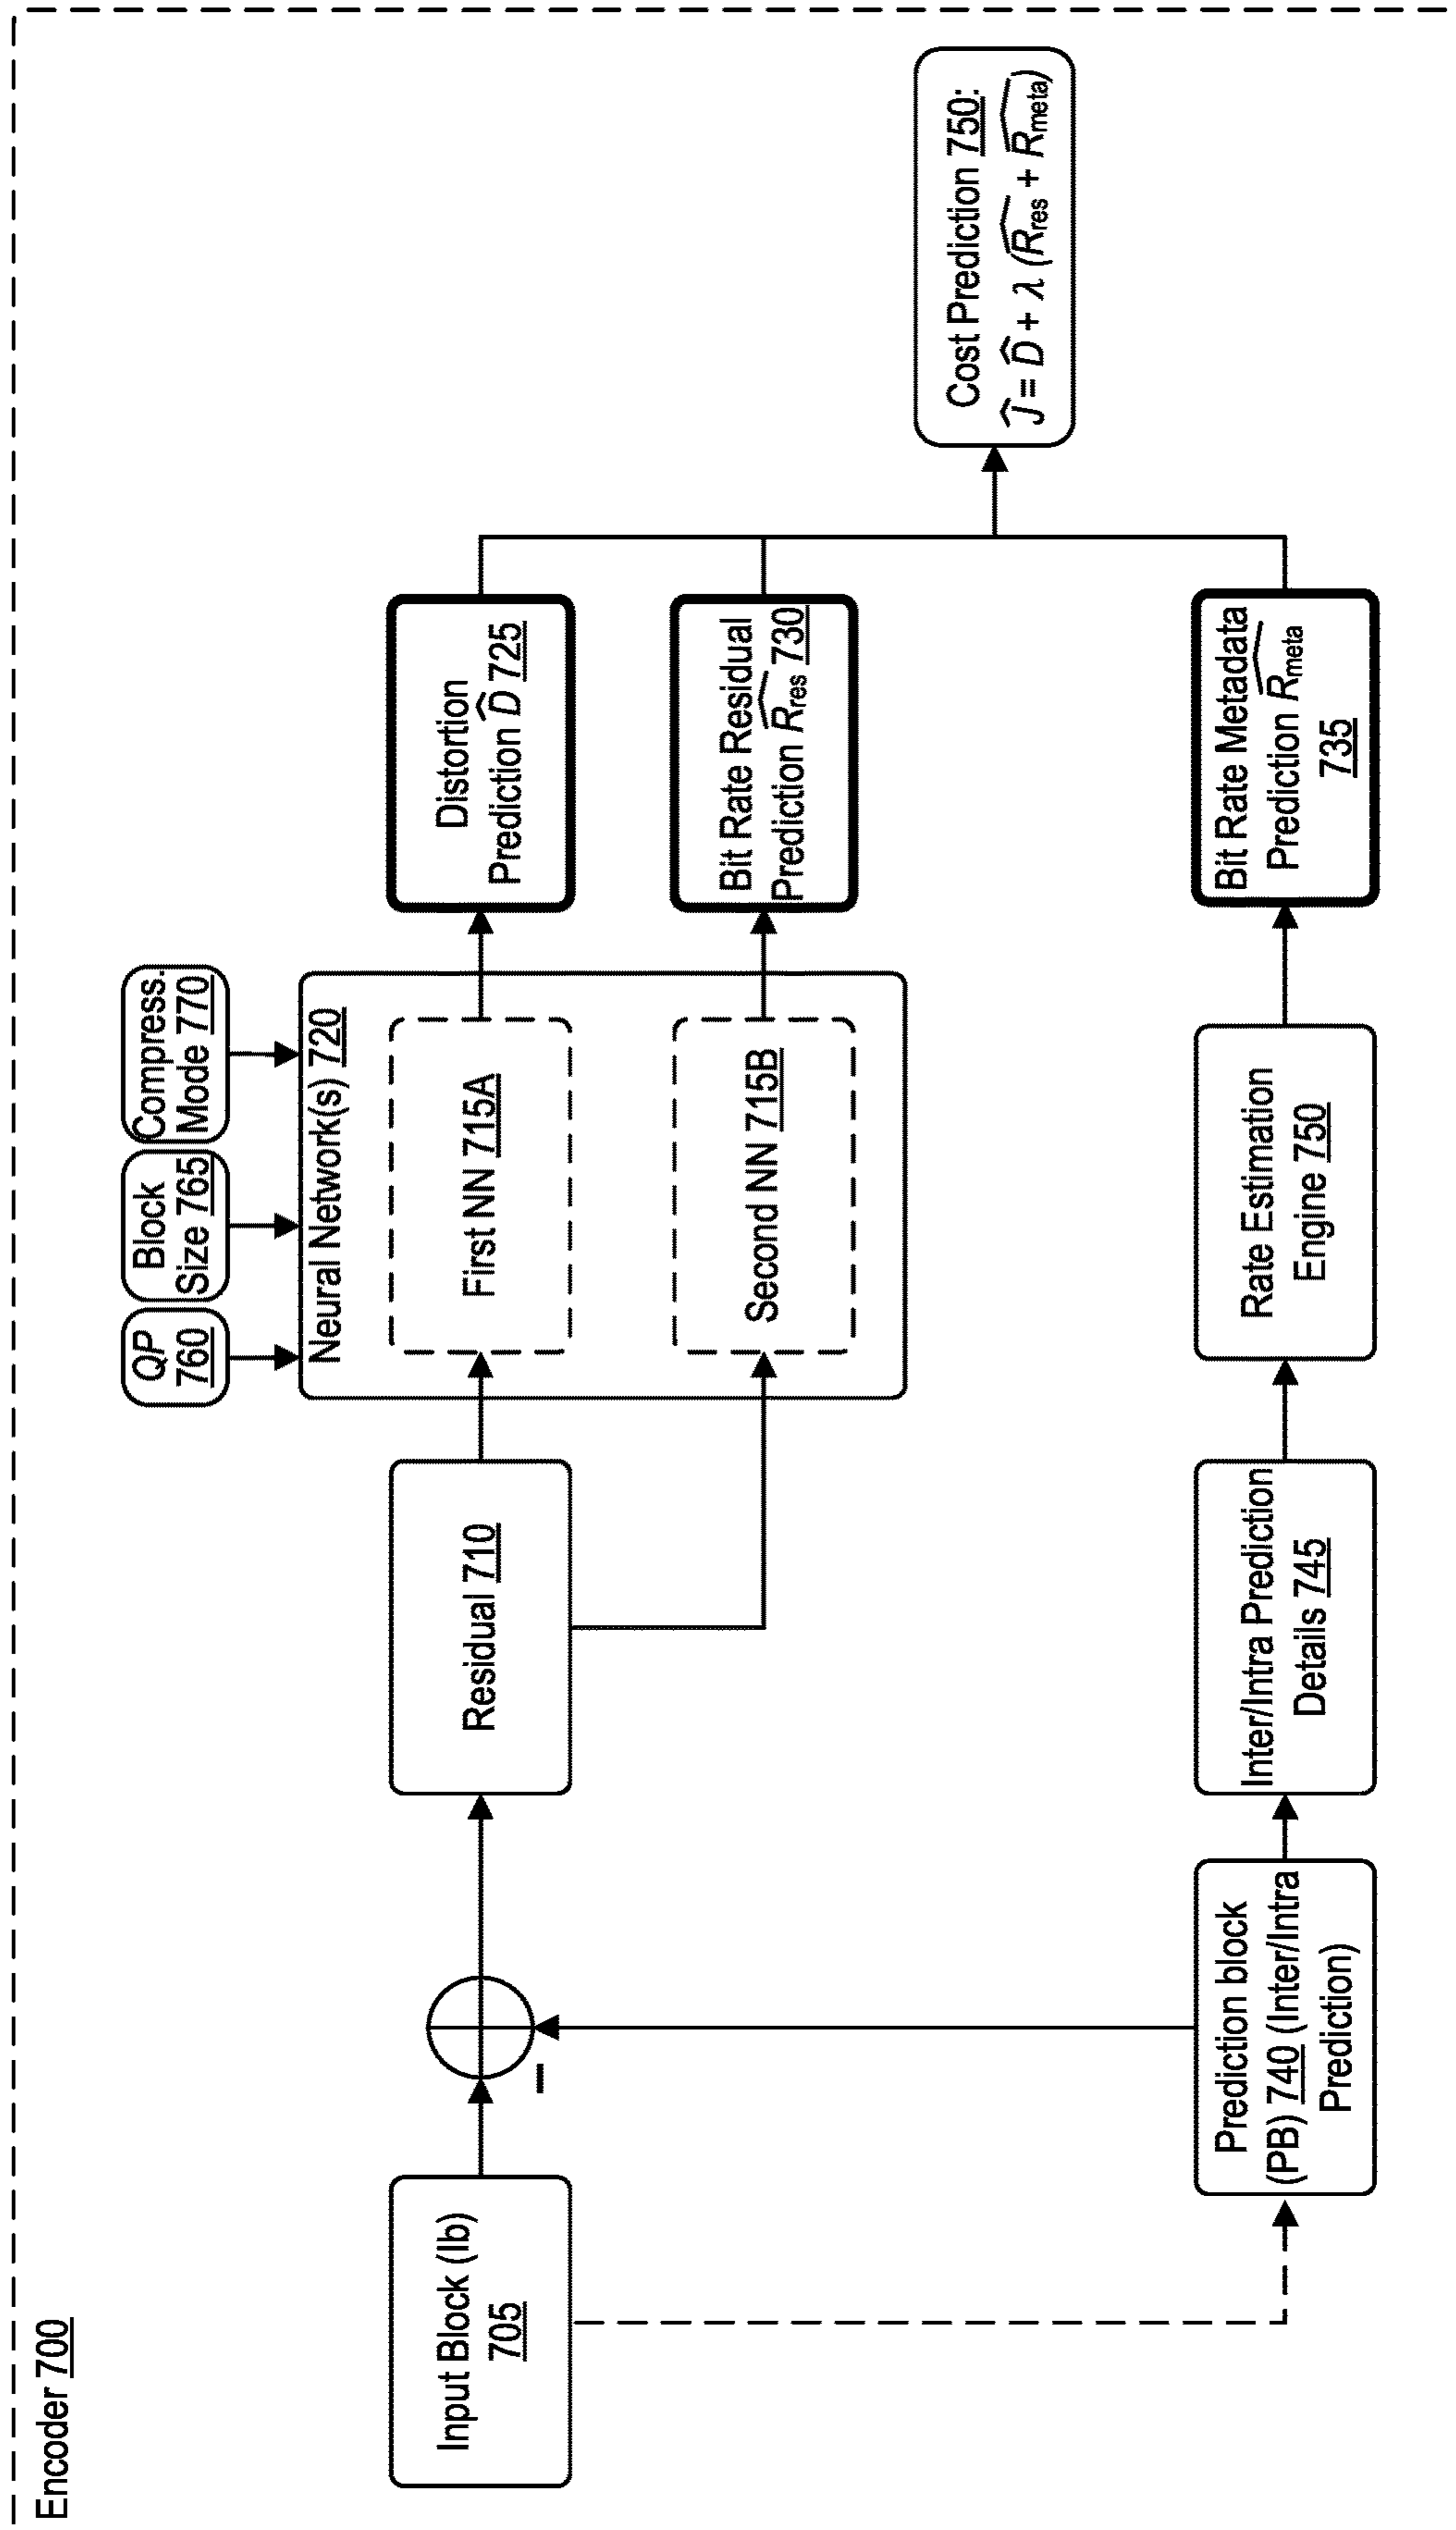 Encoder 700
QP
760
Block
Size 765
Compress.
Mode 770
Input Block (Ib)
705
–
Residual 710
Neural Network(s) 720
First NN 715A
Second NN 715B
Distortion
Prediction D̂ 725
Bit Rate Residual
Prediction R̂res 730
Prediction block
(PB) 740 (Inter/Intra
Prediction)
Inter/Intra Prediction
Details 745
Rate Estimation
Engine 750
Bit Rate Metadata
Prediction R̂meta
735
Cost Prediction 750:
Ĵ = D̂ + λ (R̂res + R̂meta)